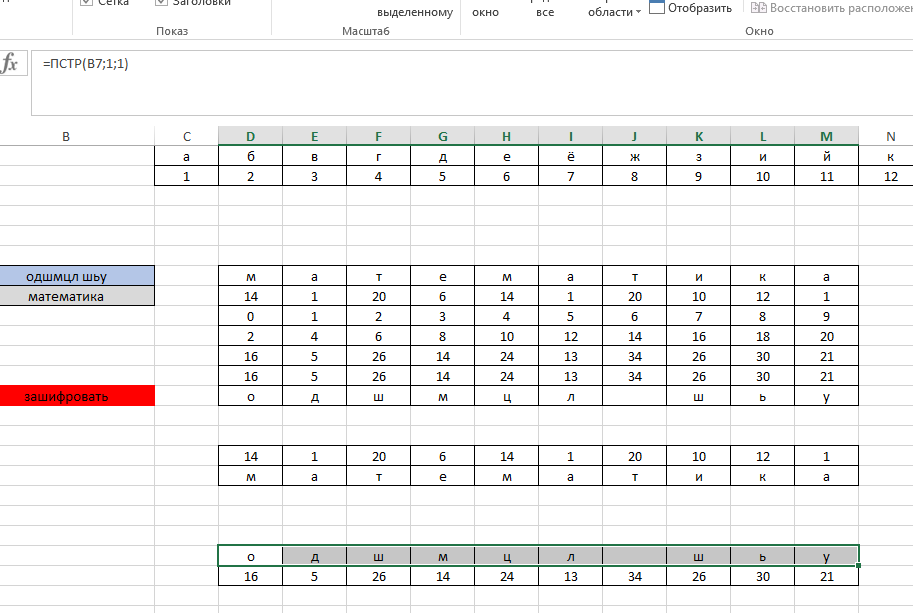 Сетка Заголовки
выделенному окно все области Отобразить Восстановить расположен
Показ Масштаб Окно
fx =ПСТР(B7;1;1)
B C D E F G H I J K L M N
а б в г д е ё ж з и й к
1 2 3 4 5 6 7 8 9 10 11 12
одшмцл шьу м а т е м а т и к а
математика 14 1 20 6 14 1 20 10 12 1
0 1 2 3 4 5 6 7 8 9
2 4 6 8 10 12 14 16 18 20
16 5 26 14 24 13 34 26 30 21
16 5 26 14 24 13 34 26 30 21
зашифровать о д ш м ц л ш ь у
14 1 20 6 14 1 20 10 12 1
м а т е м а т и к а
о д ш м ц л ш ь у
16 5 26 14 24 13 34 26 30 21